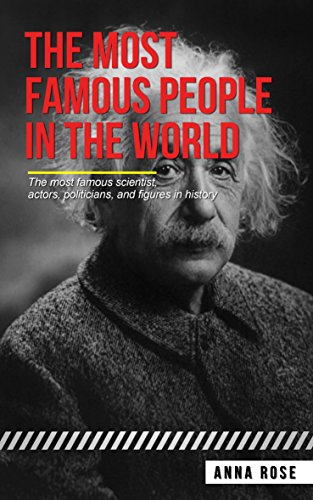 THE MOST
FAMOUS PEOPLE
IN THE WORLD
The most famous scientist,
actors, politicians, and figures in history
ANNA ROSE